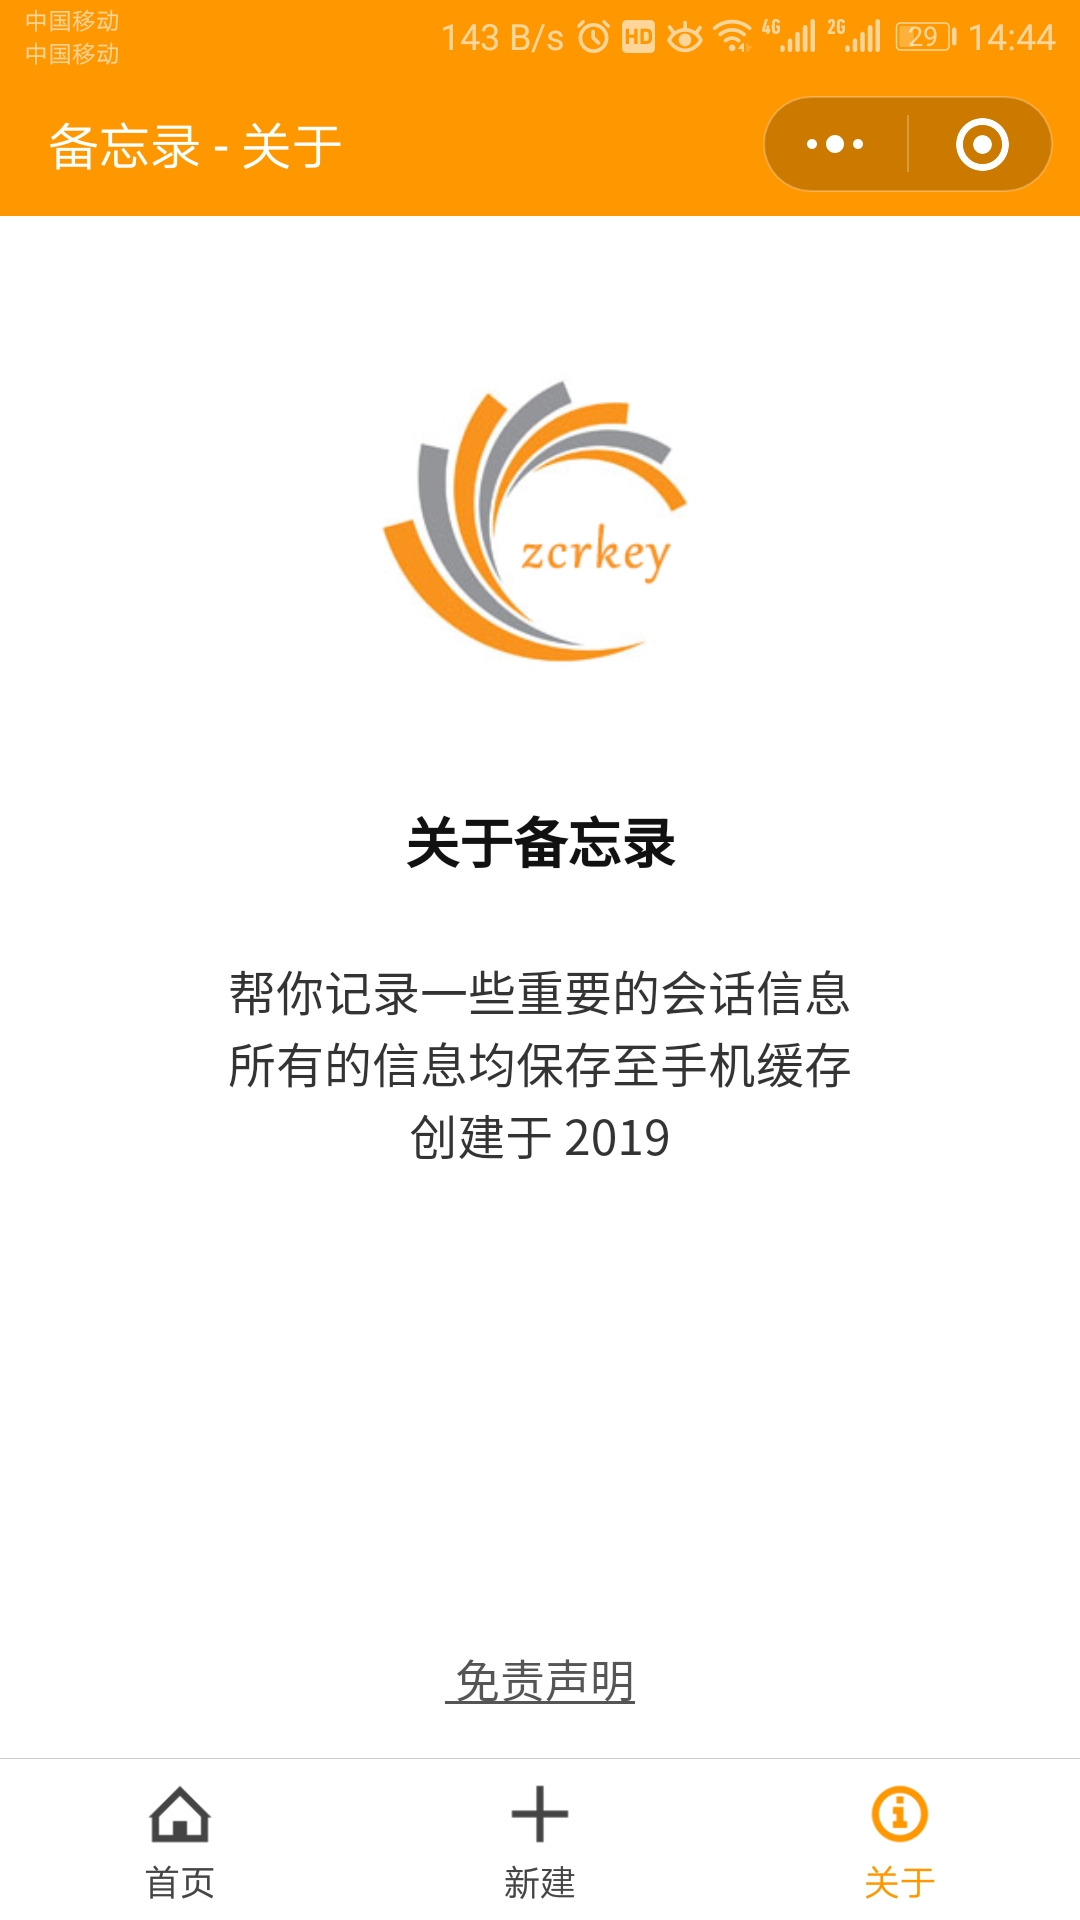 中国移动
中国移动
143 B/s HD 4G 2G 29 14:44
备忘录 - 关于
zcrkey
关于备忘录
帮你记录一些重要的会话信息
所有的信息均保存至手机缓存
创建于 2019
免责声明
首页 新建 关于